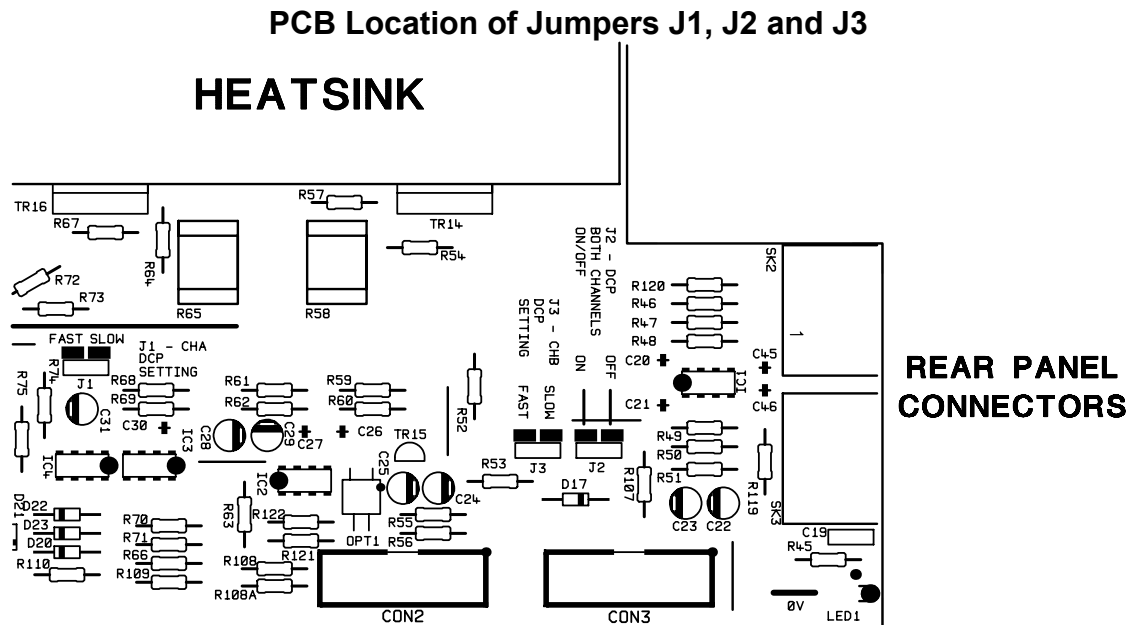 PCB Location of Jumpers J1, J2 and J3
HEATSINK
TR16
R67
R64
R65
R57
R58
TR14
R54
R72
R73
FAST SLOW
J1 - CHA
DCP
SETTING
R75
R74
J1
C31
R68
R69
C30
IC3
IC4
R61
R62
C28
C29
C27
R59
R60
C26
TR15
R52
J3 - CHB
DCP
SETTING
FAST
SLOW
J3
J2 - DCP
BOTH CHANNELS
ON/OFF
ON
OFF
J2
R120
R46
R47
R48
C20
IC1
C21
C45
C46
SK2
1
REAR PANEL
CONNECTORS
R49
R50
R51
R107
C23
C22
R119
SK3
C19
R45
0V
LED1
D17
R53
C25
C24
IC2
R63
R122
R121
OPT1
R55
R56
D21
D22
D23
D20
R110
R70
R71
R66
R109
R108
R108A
CON2
CON3